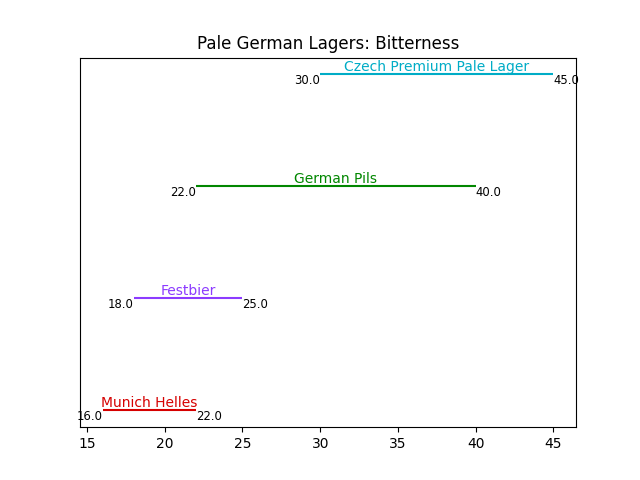 Pale German Lagers: Bitterness
Czech Premium Pale Lager
30.0 45.0
German Pils
22.0 40.0
Festbier
18.0 25.0
Munich Helles
16.0 22.0
15 20 25 30 35 40 45